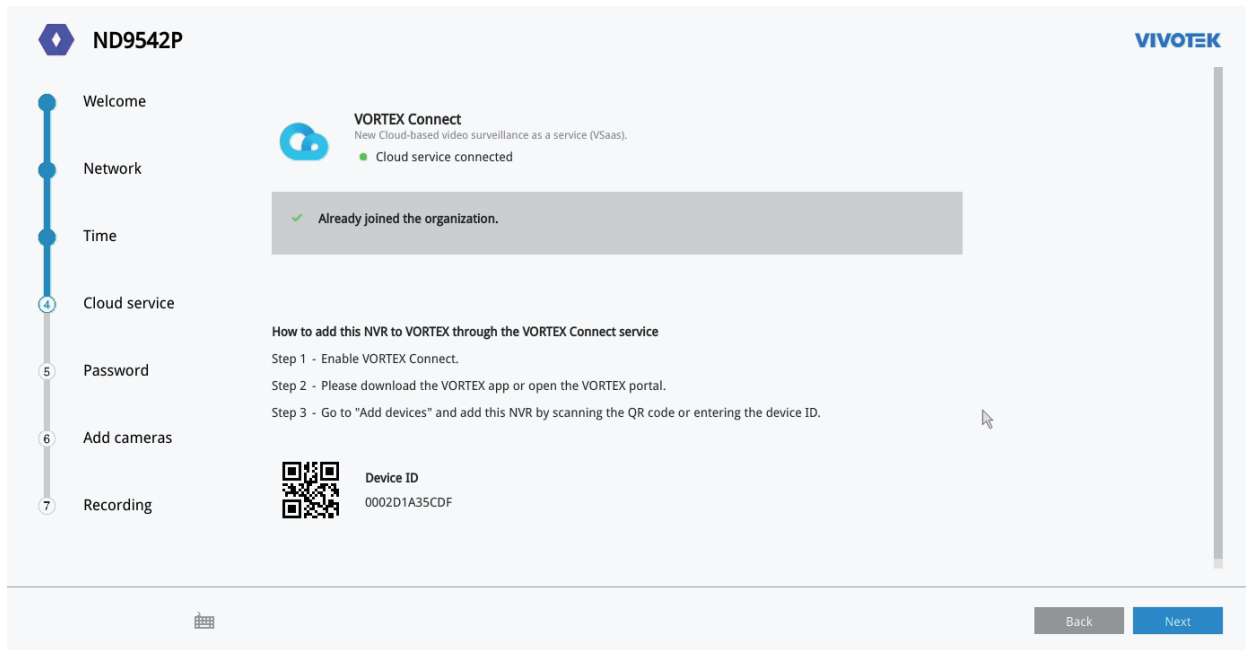 ND9542P
VIVOTEK
Welcome
Network
Time
4 Cloud service
5 Password
6 Add cameras
7 Recording
VORTEX Connect
New Cloud-based video surveillance as a service (VSaas).
Cloud service connected
Already joined the organization.
How to add this NVR to VORTEX through the VORTEX Connect service
Step 1 - Enable VORTEX Connect.
Step 2 - Please download the VORTEX app or open the VORTEX portal.
Step 3 - Go to "Add devices" and add this NVR by scanning the QR code or entering the device ID.
Device ID
0002D1A35CDF
Back
Next